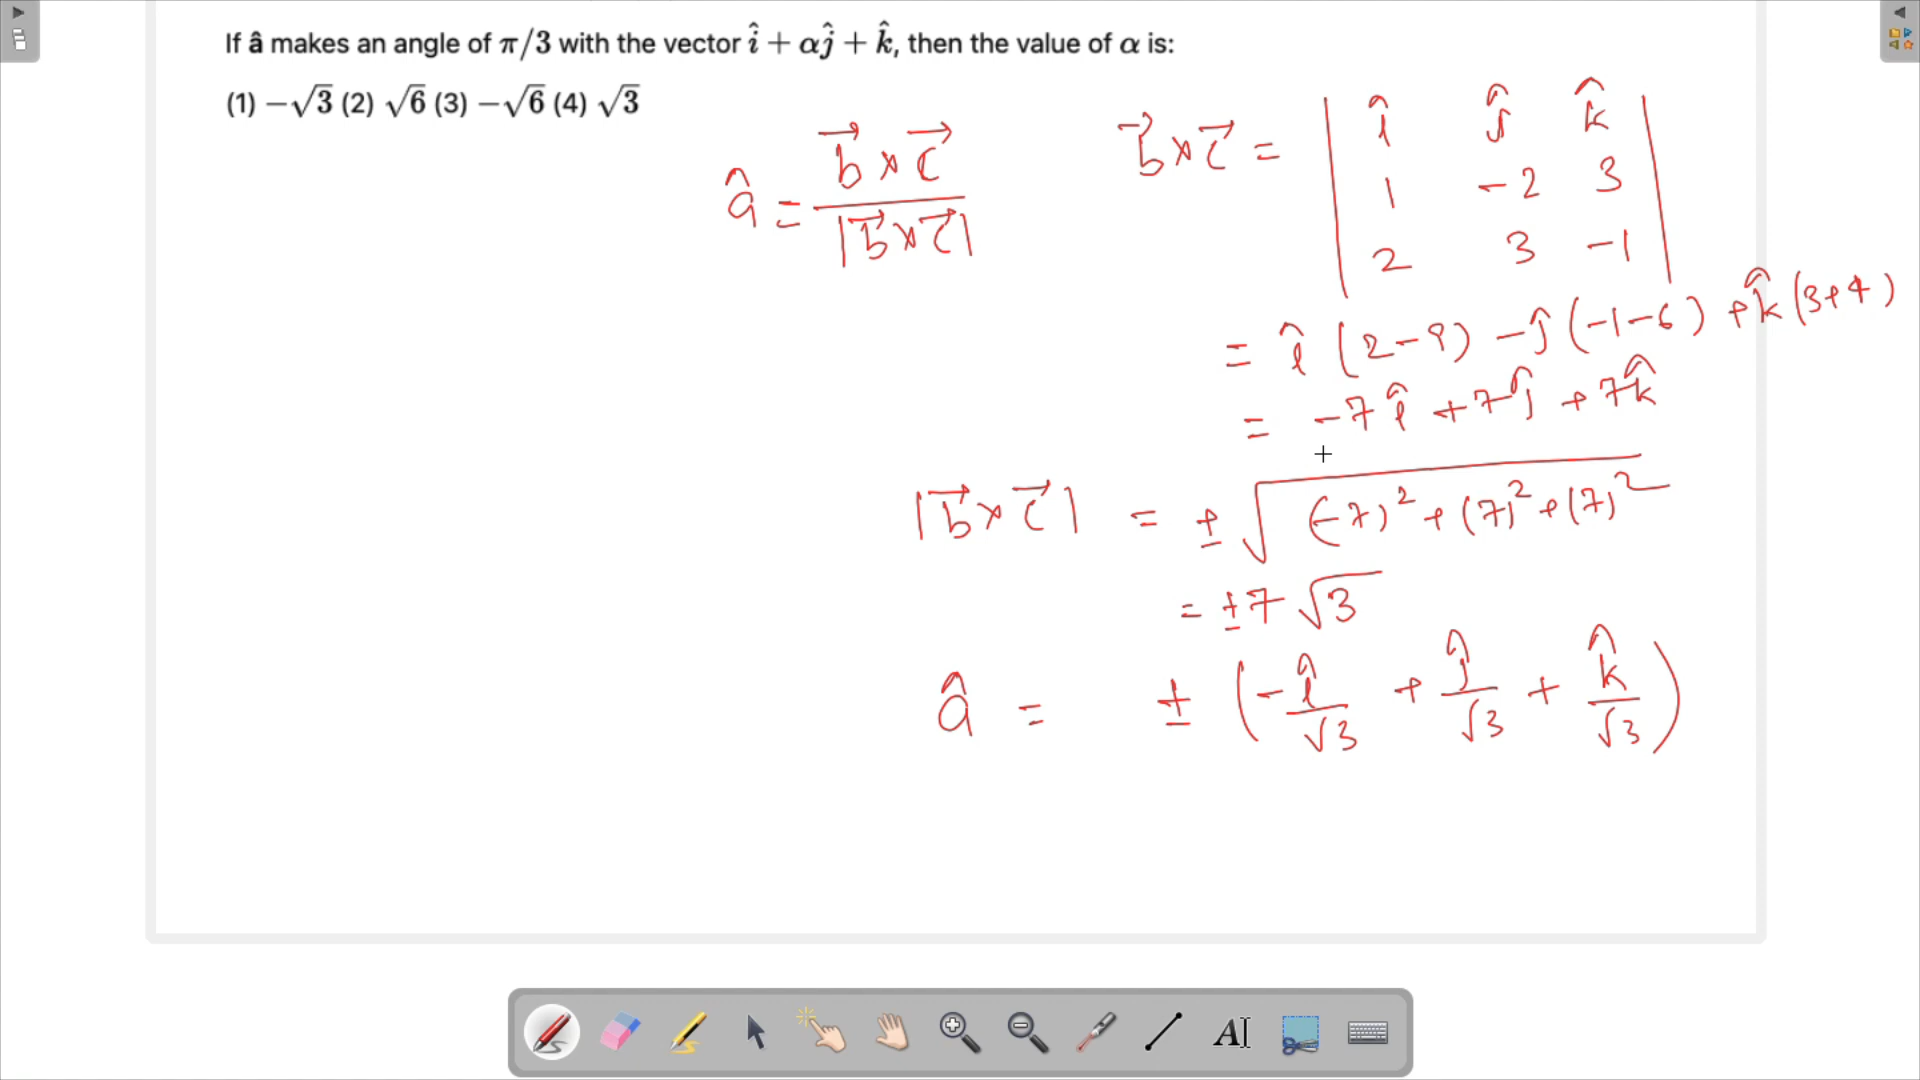 If â makes an angle of π/3 with the vector î + αĵ + k̂, then the value of α is:
(1) −√3 (2) √6 (3) −√6 (4) √3
â = (b⃗ × c⃗) / |b⃗ × c⃗|
b⃗ × c⃗ = | î ĵ k̂ |
| 1 -2 3 |
| 2 3 -1 |
= î (2-9) - ĵ (-1-6) + k̂ (3+4)
= -7î + 7ĵ + 7k̂
|b⃗ × c⃗| = ± √((-7)² + (7)² + (7)²)
= ±7√3
â = ± (-î/√3 + ĵ/√3 + k̂/√3)